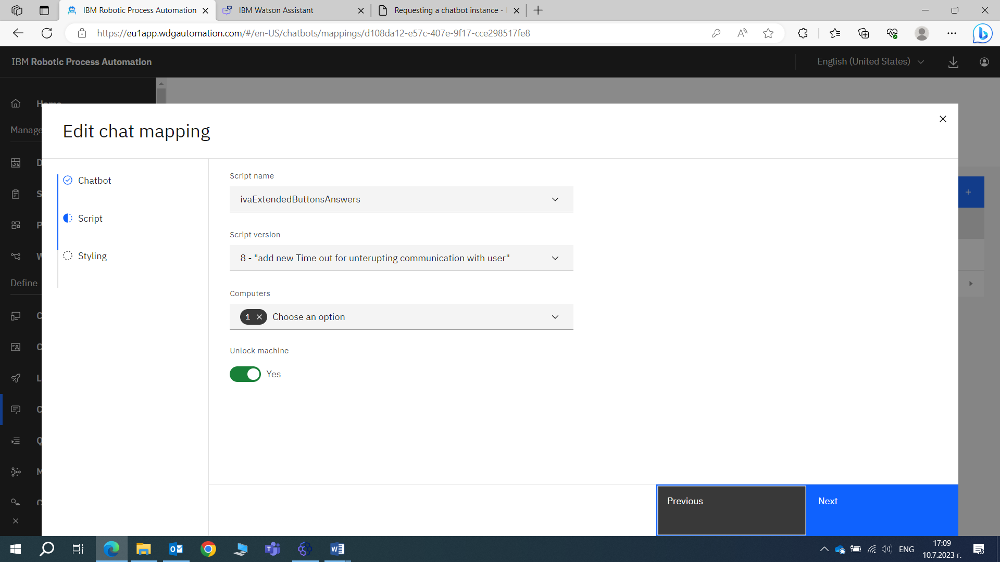 IBM Robotic Process Automation
IBM Watson Assistant
Requesting a chatbot instance -
https://eu1app.wdgautomation.com/#/en-US/chatbots/mappings/d108da12-e57c-407e-9f17-cce298517fe8
IBM Robotic Process Automation
English (United States)
Home
Manage
Edit chat mapping
Chatbot
Script
Styling
Define
Script name
ivaExtendedButtonsAnswers
Script version
8 - "add new Time out for unterupting communication with user"
Computers
1 Choose an option
Unlock machine
Yes
Previous
Next
ENG
17:09
10.7.2023 г.